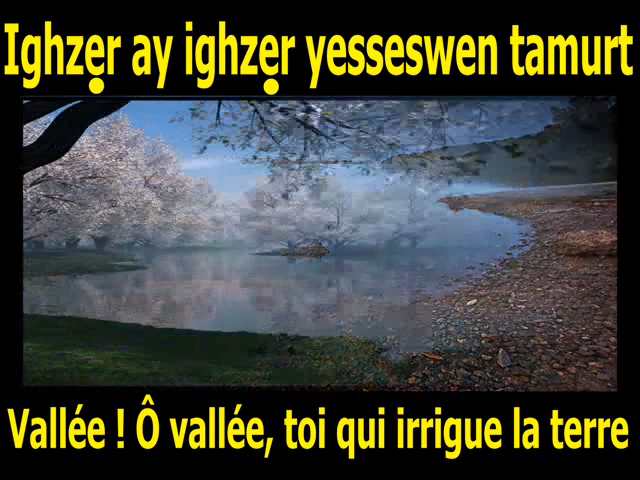 Ighzẹr ay ighzẹr yesseswen tamurt
Vallée ! Ô vallée, toi qui irrigue la terre